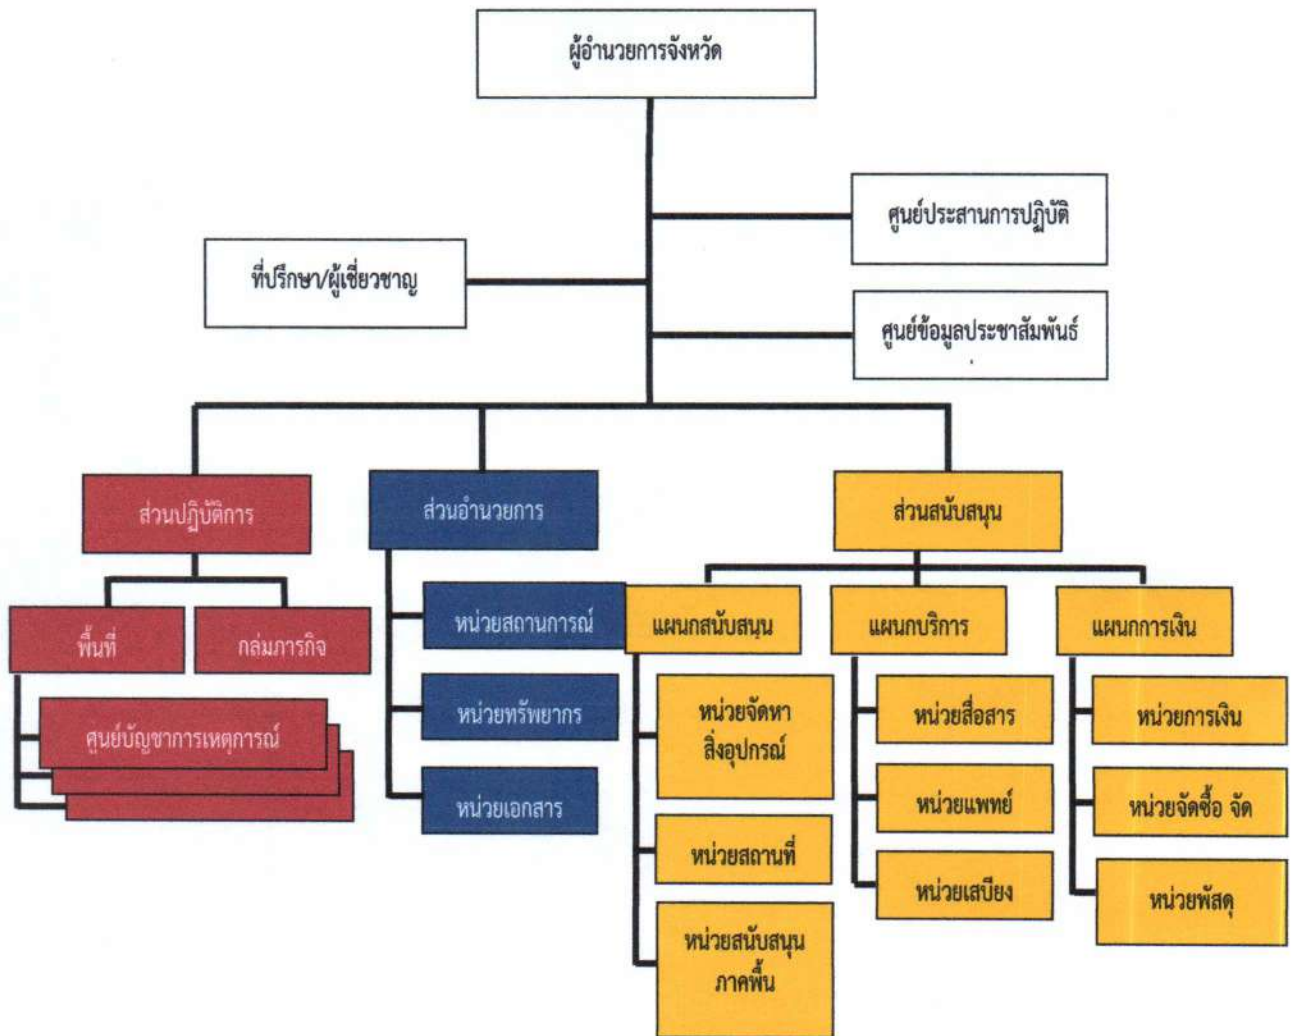 ผู้อำนวยการจังหวัด
ศูนย์ประสานการปฏิบัติ
ที่ปรึกษา/ผู้เชี่ยวชาญ
ศูนย์ข้อมูลประชาสัมพันธ์
ส่วนปฏิบัติการ
ส่วนอำนวยการ
ส่วนสนับสนุน
พื้นที่
กลุ่มภารกิจ
ศูนย์บัญชาการเหตุการณ์
หน่วยสถานการณ์
หน่วยทรัพยากร
หน่วยเอกสาร
แผนกสนับสนุน
หน่วยจัดหา
สิ่งอุปกรณ์
หน่วยสถานที่
หน่วยสนับสนุน
ภาคพื้น
แผนกบริการ
หน่วยสื่อสาร
หน่วยแพทย์
หน่วยเสบียง
แผนกการเงิน
หน่วยการเงิน
หน่วยจัดซื้อ จัด
หน่วยพัสดุ